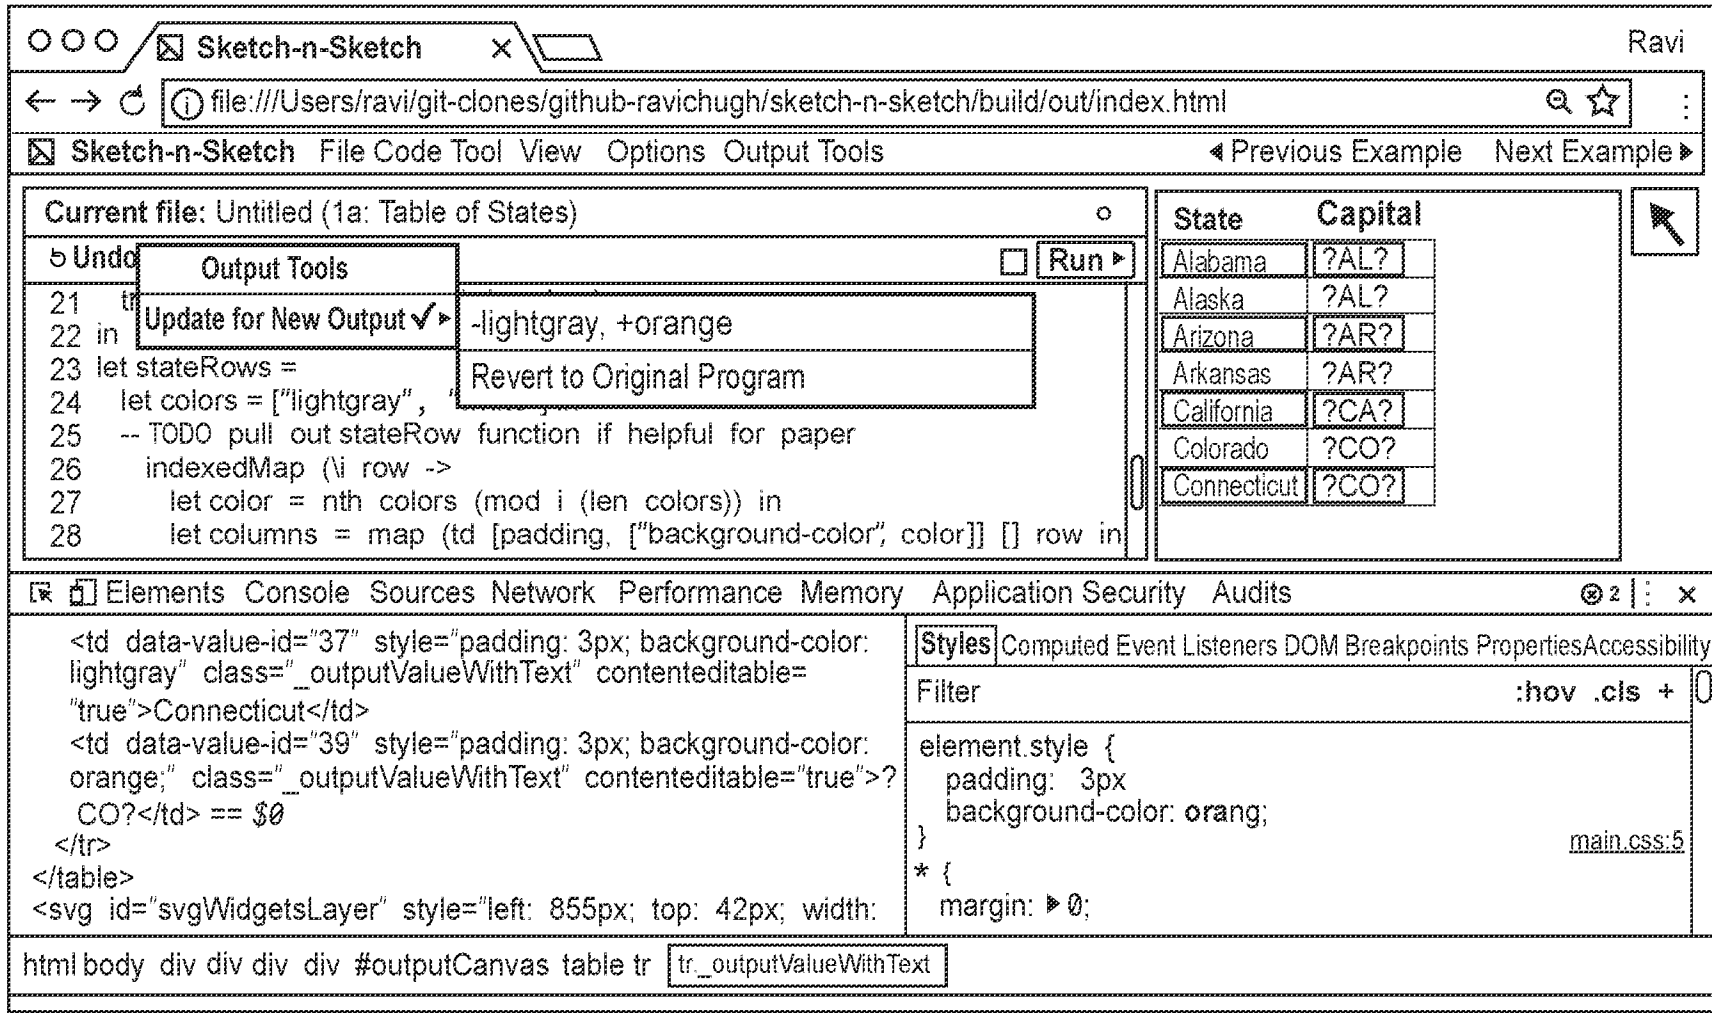 Sketch-n-Sketch ×
Ravi
file:///Users/ravi/git-clones/github-ravichugh/sketch-n-sketch/build/out/index.html
Sketch-n-Sketch File Code Tool View Options Output Tools
Previous Example Next Example
Current file: Untitled (1a: Table of States)
Undo
Run
Output Tools
Update for New Output ✓
-lightgray, +orange
Revert to Original Program
21 tr
22 in
23 let stateRows =
24 let colors = ["lightgray", "
25 -- TODO pull out stateRow function if helpful for paper
26 indexedMap (\i row ->
27 let color = nth colors (mod i (len colors)) in
28 let columns = map (td [padding, ["background-color", color]] [] row in
State Capital
Alabama ?AL?
Alaska ?AL?
Arizona ?AR?
Arkansas ?AR?
California ?CA?
Colorado ?CO?
Connecticut ?CO?
Elements Console Sources Network Performance Memory Application Security Audits
2 ⋮ ×
<td data-value-id="37" style="padding: 3px; background-color:
lightgray" class="_outputValueWithText" contenteditable=
"true">Connecticut</td>
<td data-value-id="39" style="padding: 3px; background-color:
orange;" class="_outputValueWithText" contenteditable="true">?
CO?</td> == $0
</tr>
</table>
<svg id="svgWidgetsLayer" style="left: 855px; top: 42px; width:
Styles Computed Event Listeners DOM Breakpoints PropertiesAccessibility
Filter :hov .cls +
element.style {
padding: 3px
background-color: orang;
}
main.css:5
* {
margin: ▶ 0;
html body div div div div #outputCanvas table tr tr._outputValueWithText